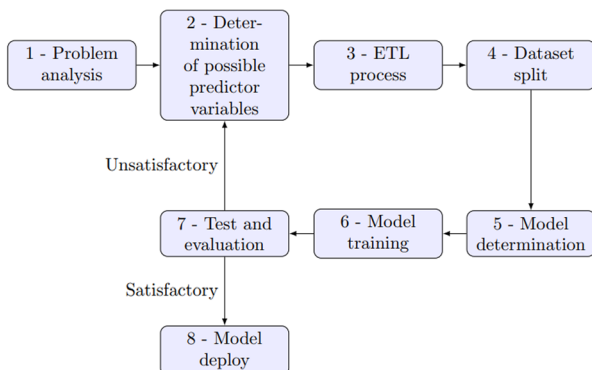 1 - Problem
analysis
2 - Deter-
mination
of possible
predictor
variables
3 - ETL
process
4 - Dataset
split
Unsatisfactory
7 - Test and
evaluation
6 - Model
training
5 - Model
determination
Satisfactory
8 - Model
deploy